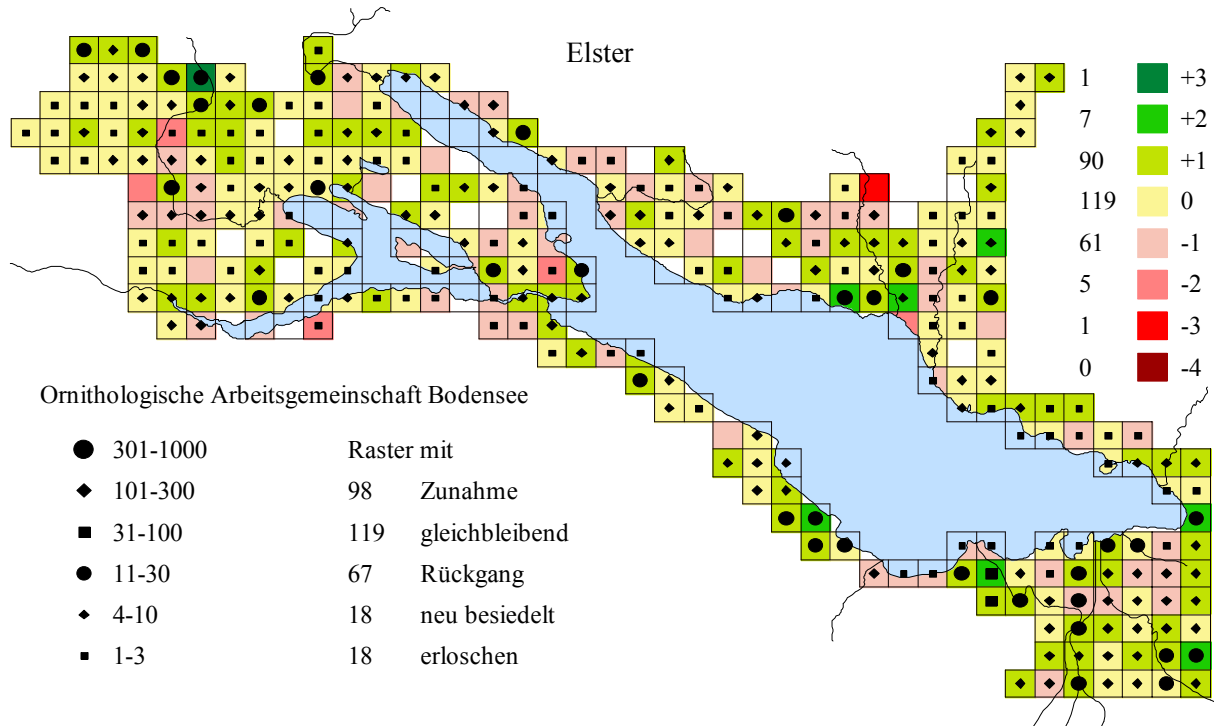 Elster
1 +3
7 +2
90 +1
119 0
61 -1
5 -2
1 -3
0 -4
Ornithologische Arbeitsgemeinschaft Bodensee
301-1000 Raster mit
101-300 98 Zunahme
31-100 119 gleichbleibend
11-30 67 Rückgang
4-10 18 neu besiedelt
1-3 18 erloschen